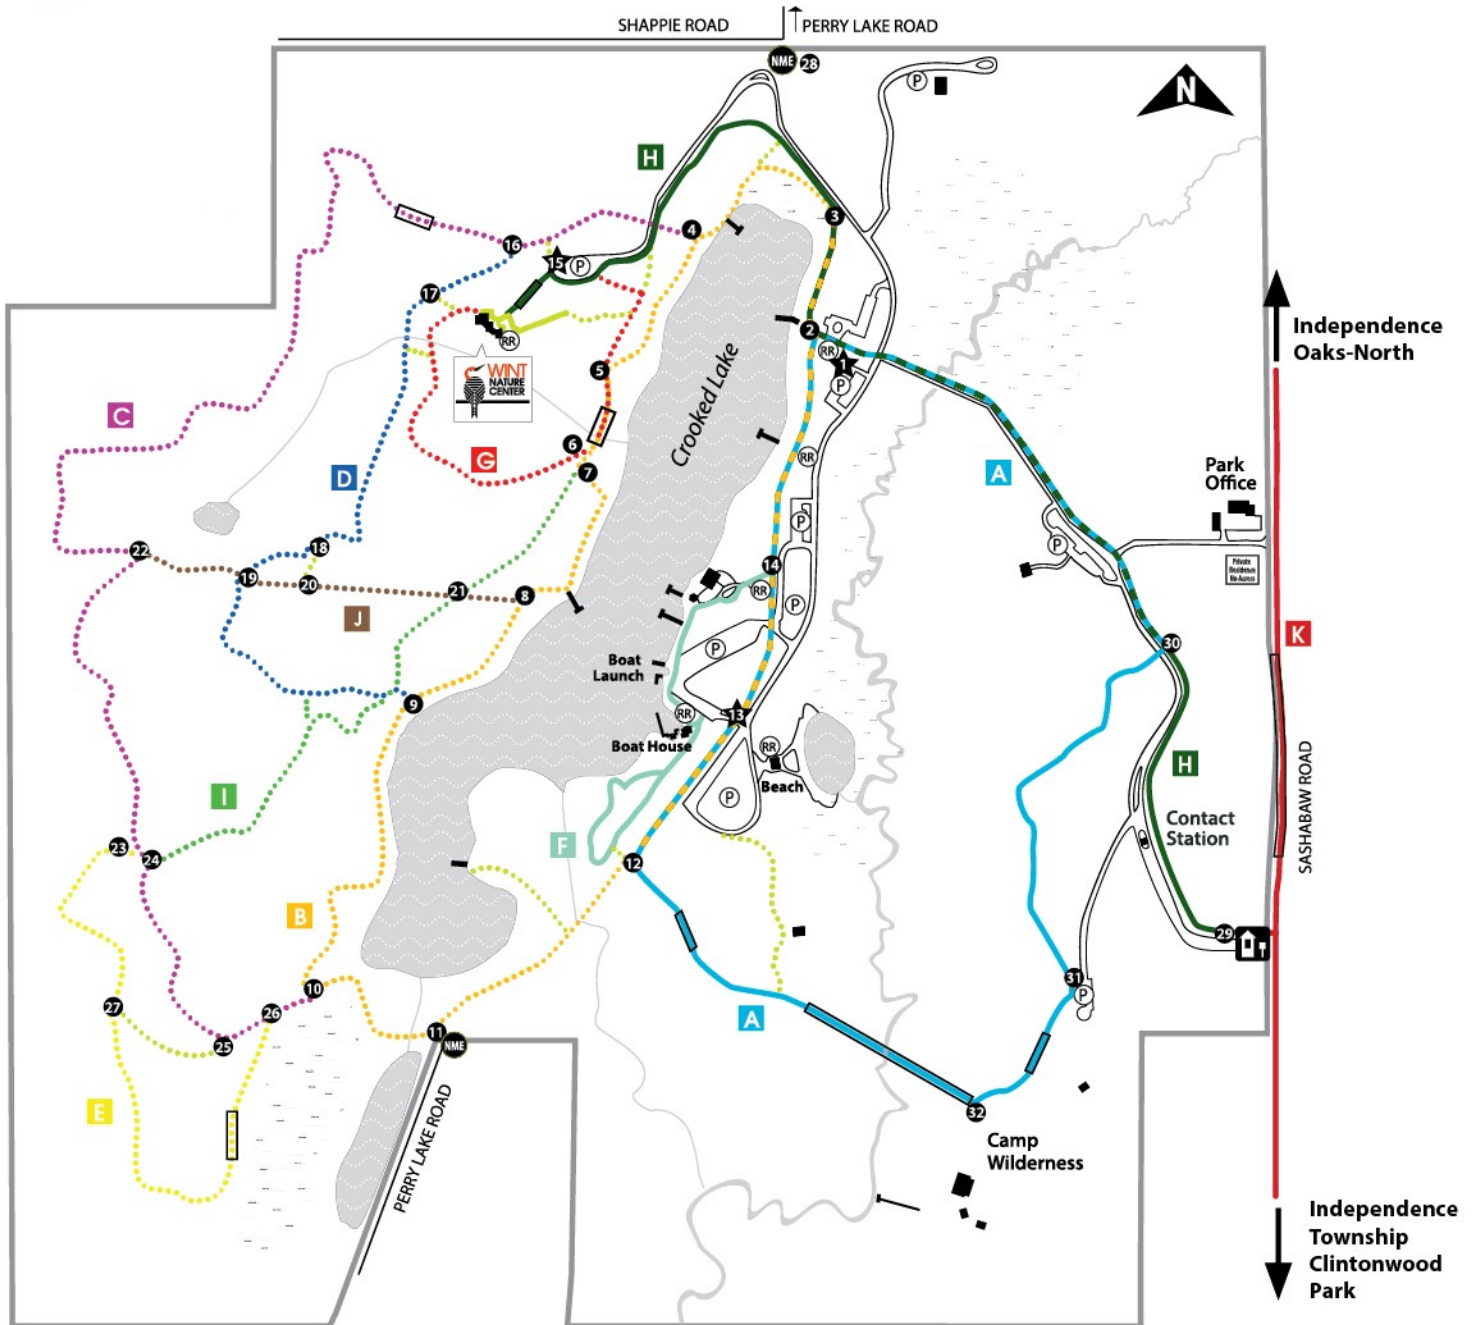 SHAPPIE ROAD
PERRY LAKE ROAD
NME
28
P
N
H
3
4
16
15
P
17
2
RR
1
P
RR
WINT
NATURE
CENTER
Independence
Oaks-North
5
C
Crooked Lake
6
7
G
D
RR
A
Park
Office
P
P
Private
Residence
No Access
22
18
19
20
21
8
14
RR
P
J
K
30
P
Boat
Launch
9
RR
13
Boat House
RR
Beach
H
SASHABAW ROAD
I
P
Contact
Station
F
23
24
12
B
29
10
31
P
27
26
25
11
NME
A
E
32
PERRY LAKE ROAD
Camp
Wilderness
Independence
Township
Clintonwood
Park